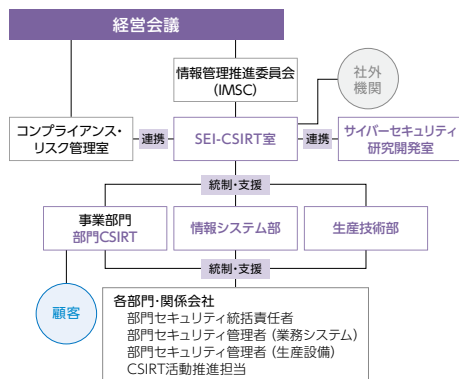 経営会議
情報管理推進委員会
(IMSC)
社外
機関
コンプライアンス・
リスク管理室
連携
SEI-CSIRT室
連携
サイバーセキュリティ
研究開発室
統制・支援
事業部門
部門CSIRT
情報システム部
生産技術部
統制・支援
顧客
各部門・関係会社
部門セキュリティ統括責任者
部門セキュリティ管理者（業務システム）
部門セキュリティ管理者（生産設備）
CSIRT活動推進担当